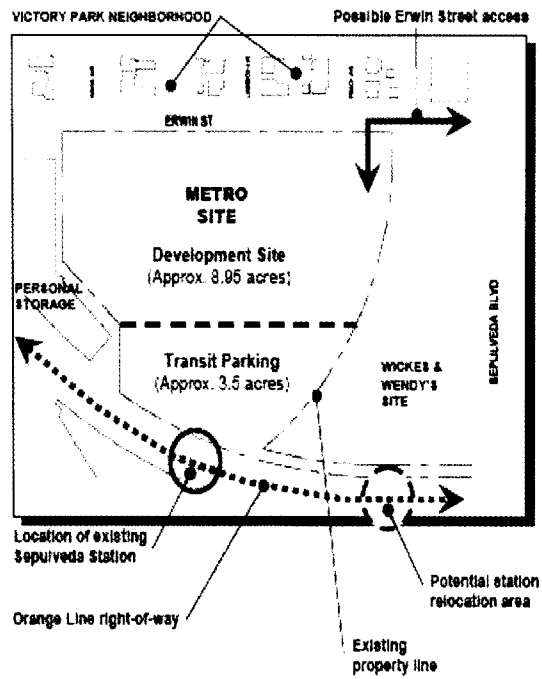 VICTORY PARK NEIGHBORHOOD
Possible Erwin Street access
ERWIN ST
METRO
SITE
Development Site
(Approx. 8.95 acres)
PERSONAL
STORAGE
SEPULVEDA BLVD
Transit Parking
(Approx. 3.5 acres)
WICKES &
WENDY'S
SITE
Location of existing
Sepulveda Station
Potential station
relocation area
Orange Line right-of-way
Existing
property line